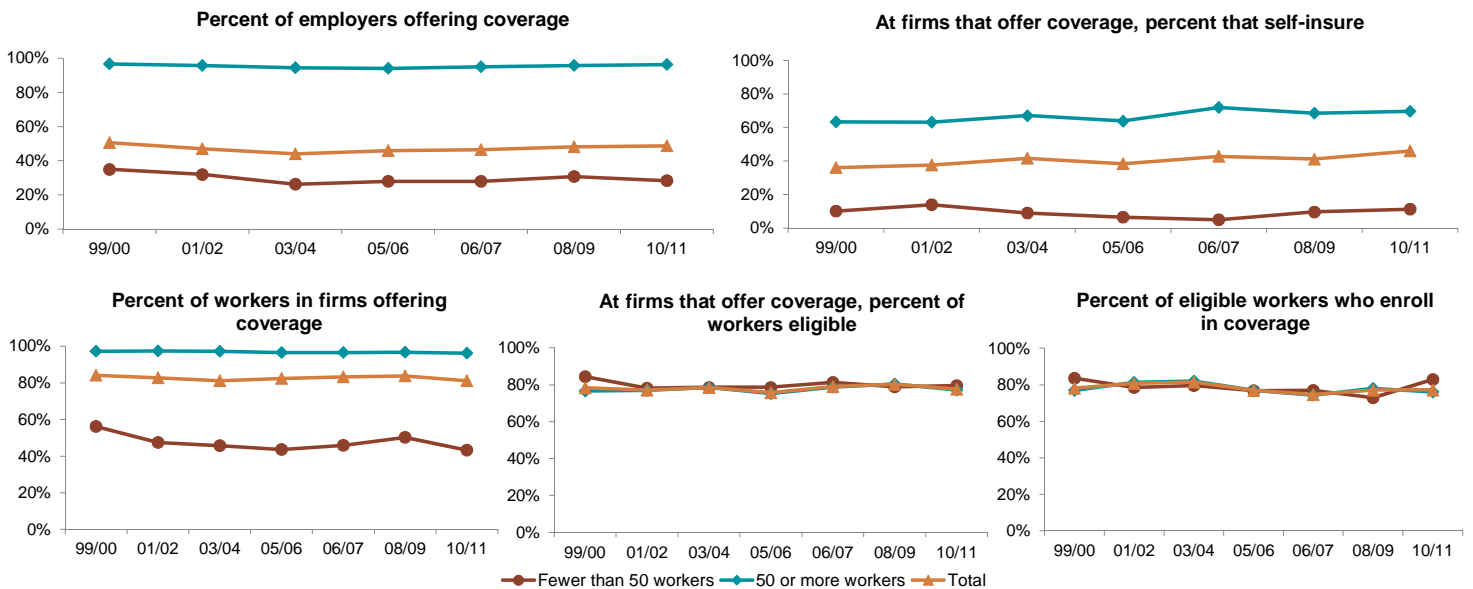 Percent of employers offering coverage
100%
80%
60%
40%
20%
0%
99/00 01/02 03/04 05/06 06/07 08/09 10/11
At firms that offer coverage, percent that self-insure
100%
80%
60%
40%
20%
0%
99/00 01/02 03/04 05/06 06/07 08/09 10/11
Percent of workers in firms offering
coverage
100%
80%
60%
40%
20%
0%
99/00 01/02 03/04 05/06 06/07 08/09 10/11
At firms that offer coverage, percent of
workers eligible
100%
80%
60%
40%
20%
0%
99/00 01/02 03/04 05/06 06/07 08/09 10/11
Percent of eligible workers who enroll
in coverage
100%
80%
60%
40%
20%
0%
99/00 01/02 03/04 05/06 06/07 08/09 10/11
Fewer than 50 workers 50 or more workers Total